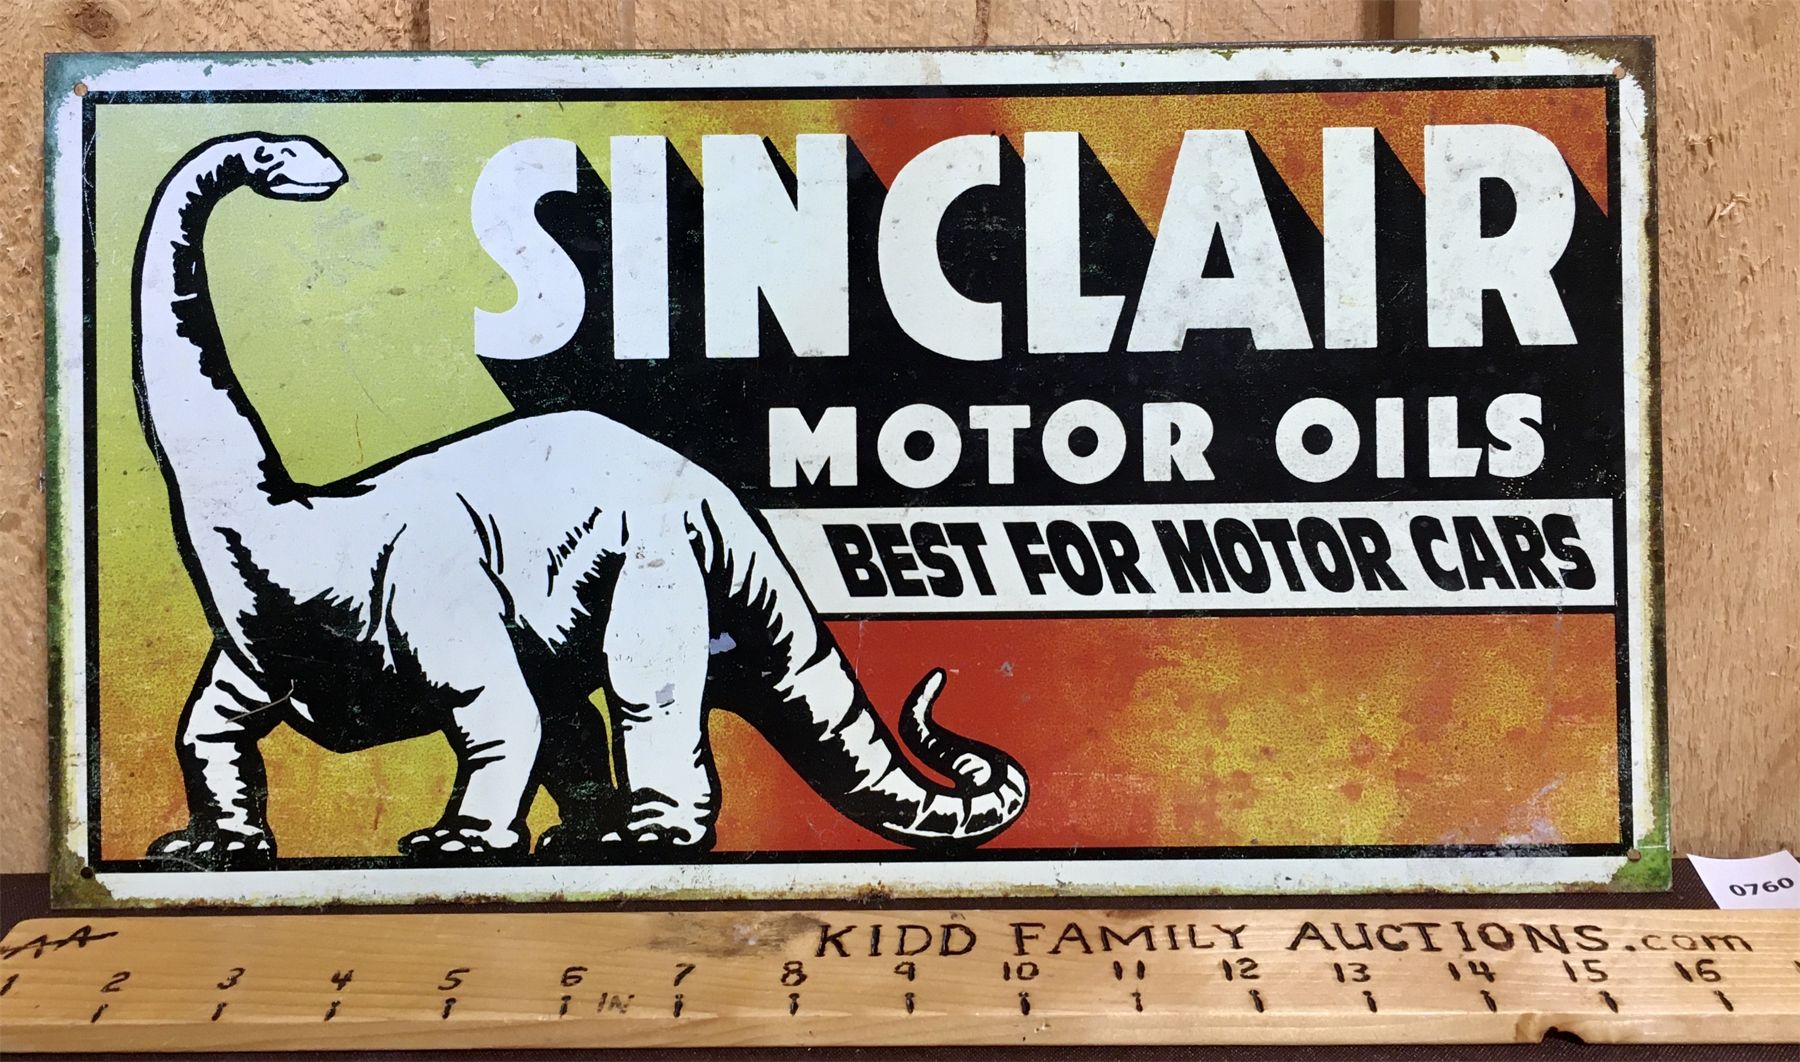 SINCLAIR
MOTOR OILS
BEST FOR MOTOR CARS
0760
KIDD FAMILY AUCTIONS.com
1 2 3 4 5 6 7 8 9 10 11 12 13 14 15 16
IN